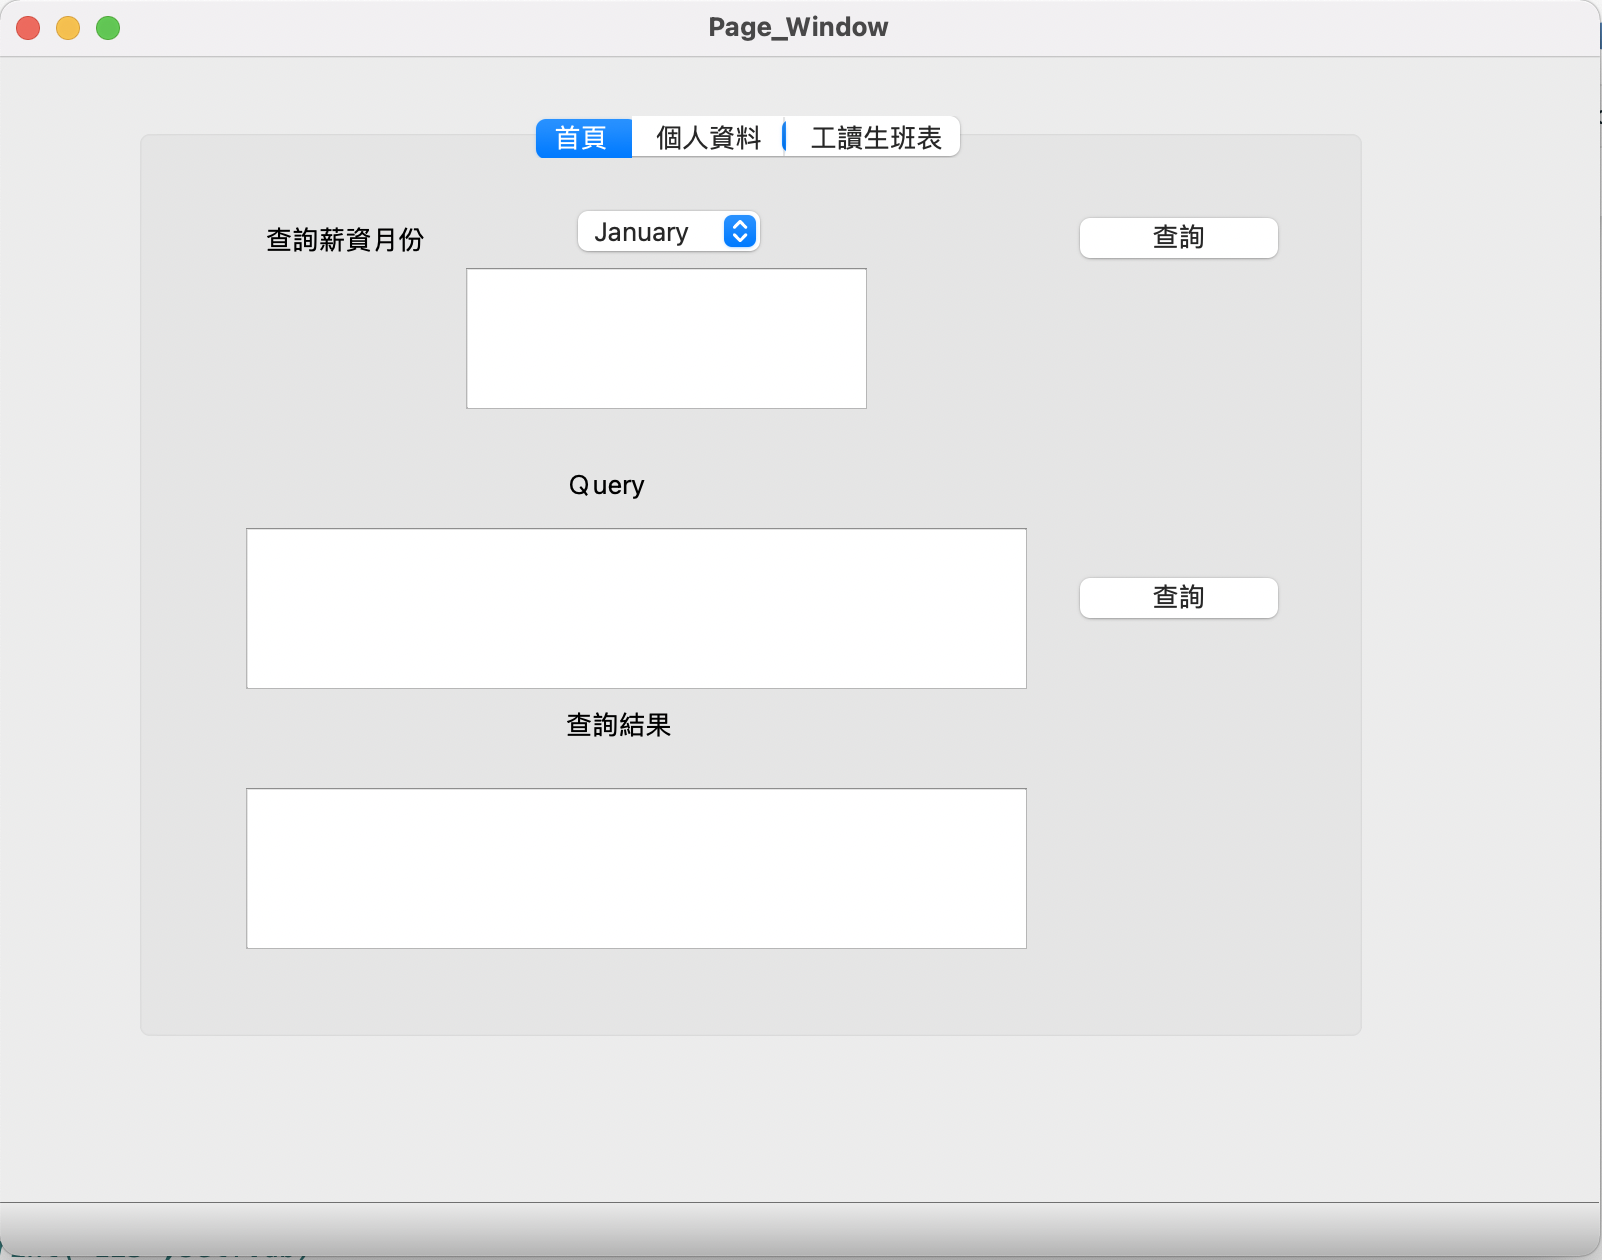 Page_Window
首頁 個人資料 工讀生班表
查詢薪資月份 January 查詢
Query
查詢
查詢結果